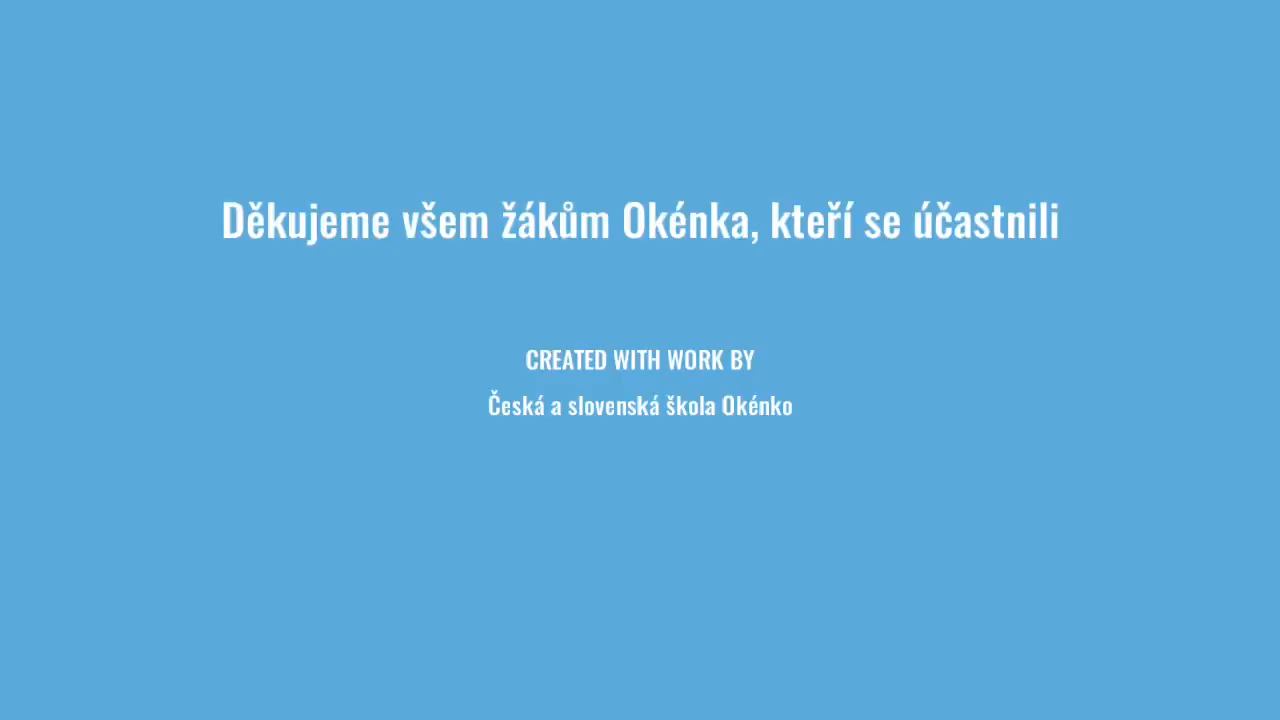 Děkujeme všem žákům Okénka, kteří se účastnili
CREATED WITH WORK BY
Česká a slovenská škola Okénko